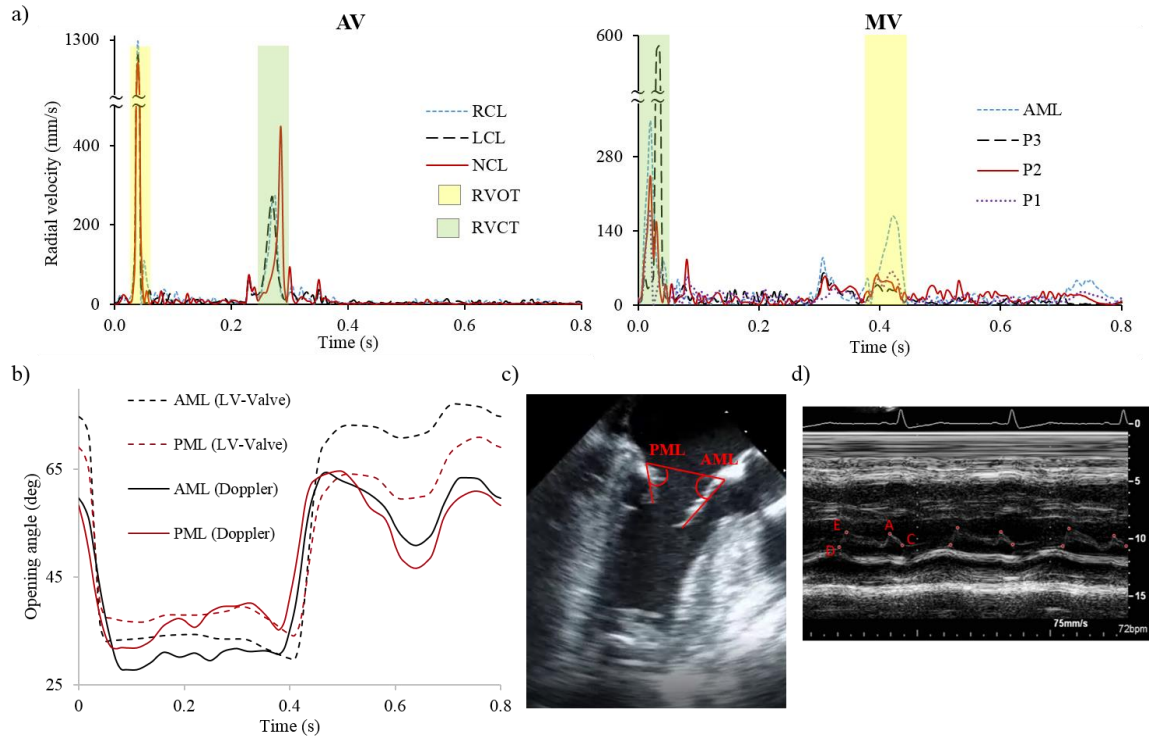 a)
AV
MV
1300
400
200
0
Radial velocity (mm/s)
RCL
LCL
NCL
RVOT
RVCT
0.0
0.2
0.4
0.6
0.8
Time (s)
600
280
140
0
AML
P3
P2
P1
0.0
0.2
0.4
0.6
0.8
Time (s)
b)
AML (LV-Valve)
PML (LV-Valve)
AML (Doppler)
PML (Doppler)
65
45
25
Opening angle (deg)
0
0.2
0.4
0.6
0.8
Time (s)
c)
PML
AML
d)
0
5
10
15
E
A
D
C
75mm/s
72bpm